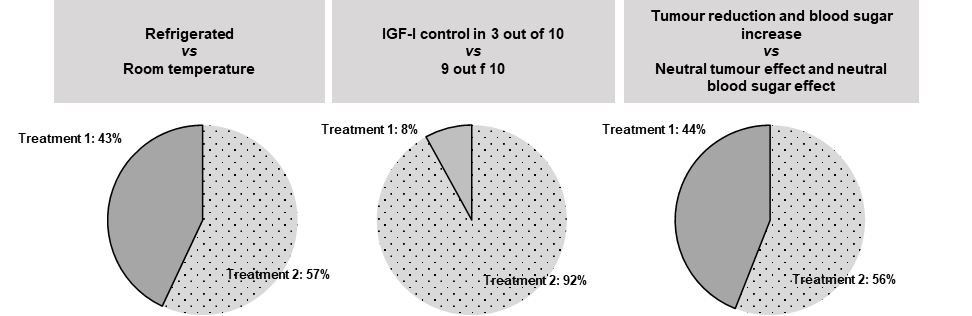 Refrigerated
vs
Room temperature
IGF-I control in 3 out of 10
vs
9 out f 10
Tumour reduction and blood sugar
increase
vs
Neutral tumour effect and neutral
blood sugar effect
Treatment 1: 43%
Treatment 2: 57%
Treatment 1: 8%
Treatment 2: 92%
Treatment 1: 44%
Treatment 2: 56%